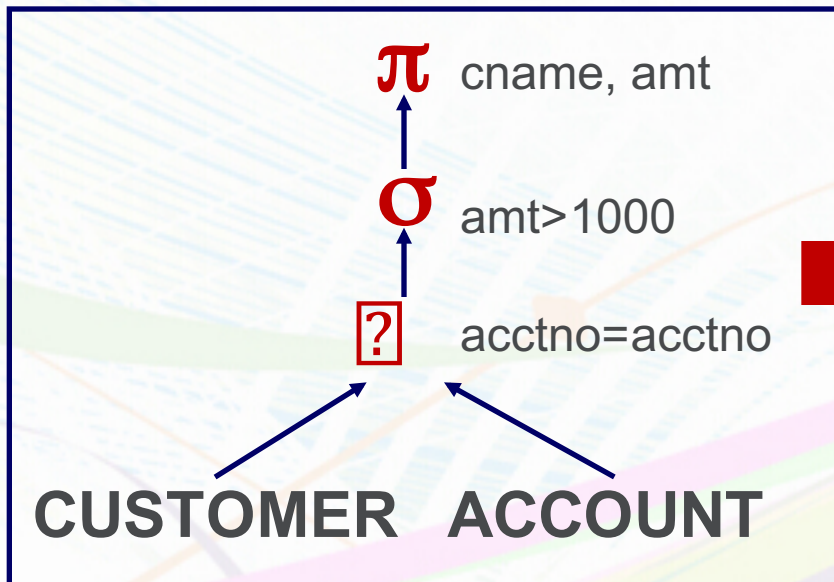 π cname, amt
σ amt>1000
? acctno=acctno
CUSTOMER ACCOUNT